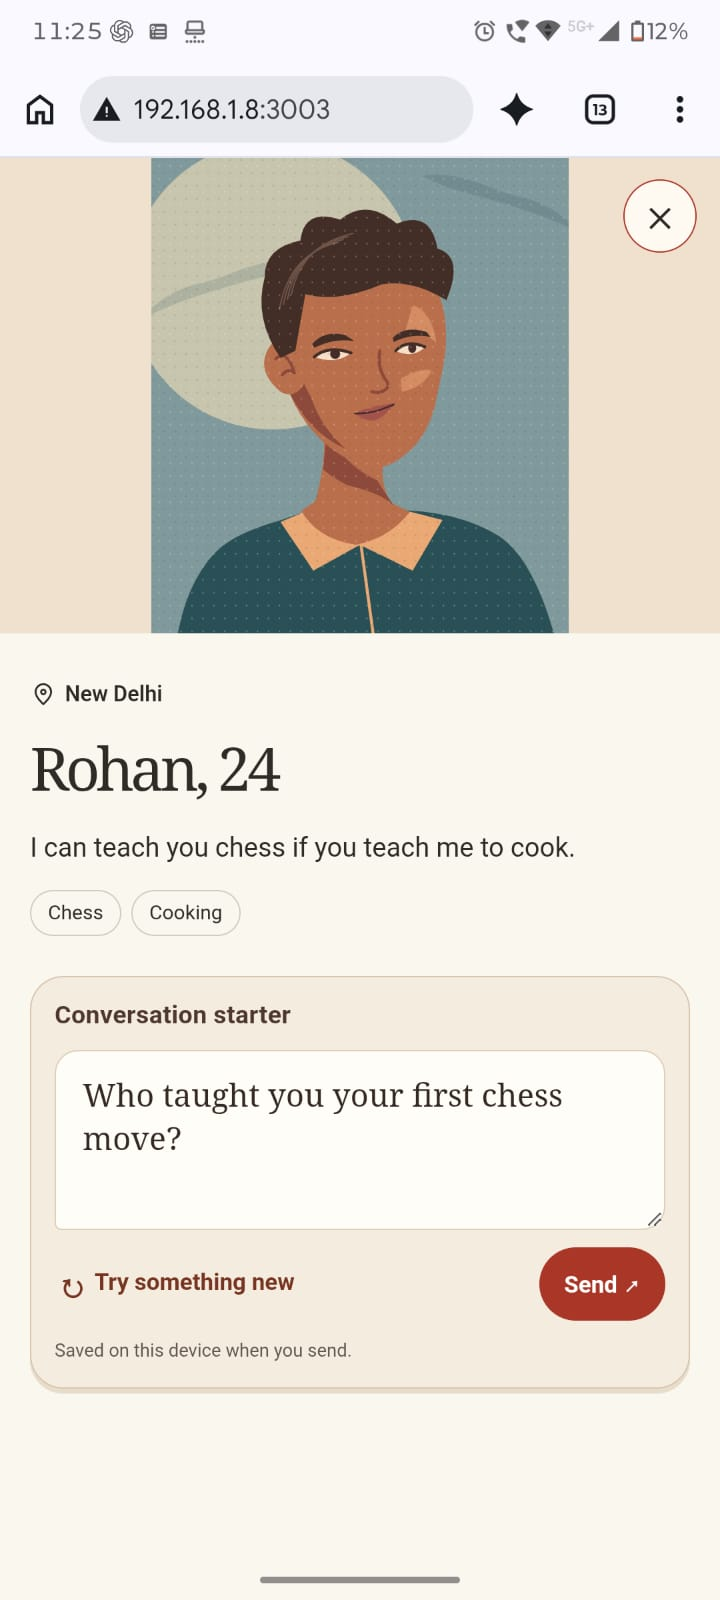 11:25
5G+
12%
192.168.1.8:3003
13
New Delhi
Rohan, 24
I can teach you chess if you teach me to cook.
Chess
Cooking
Conversation starter
Who taught you your first chess
move?
Try something new
Send ↗
Saved on this device when you send.